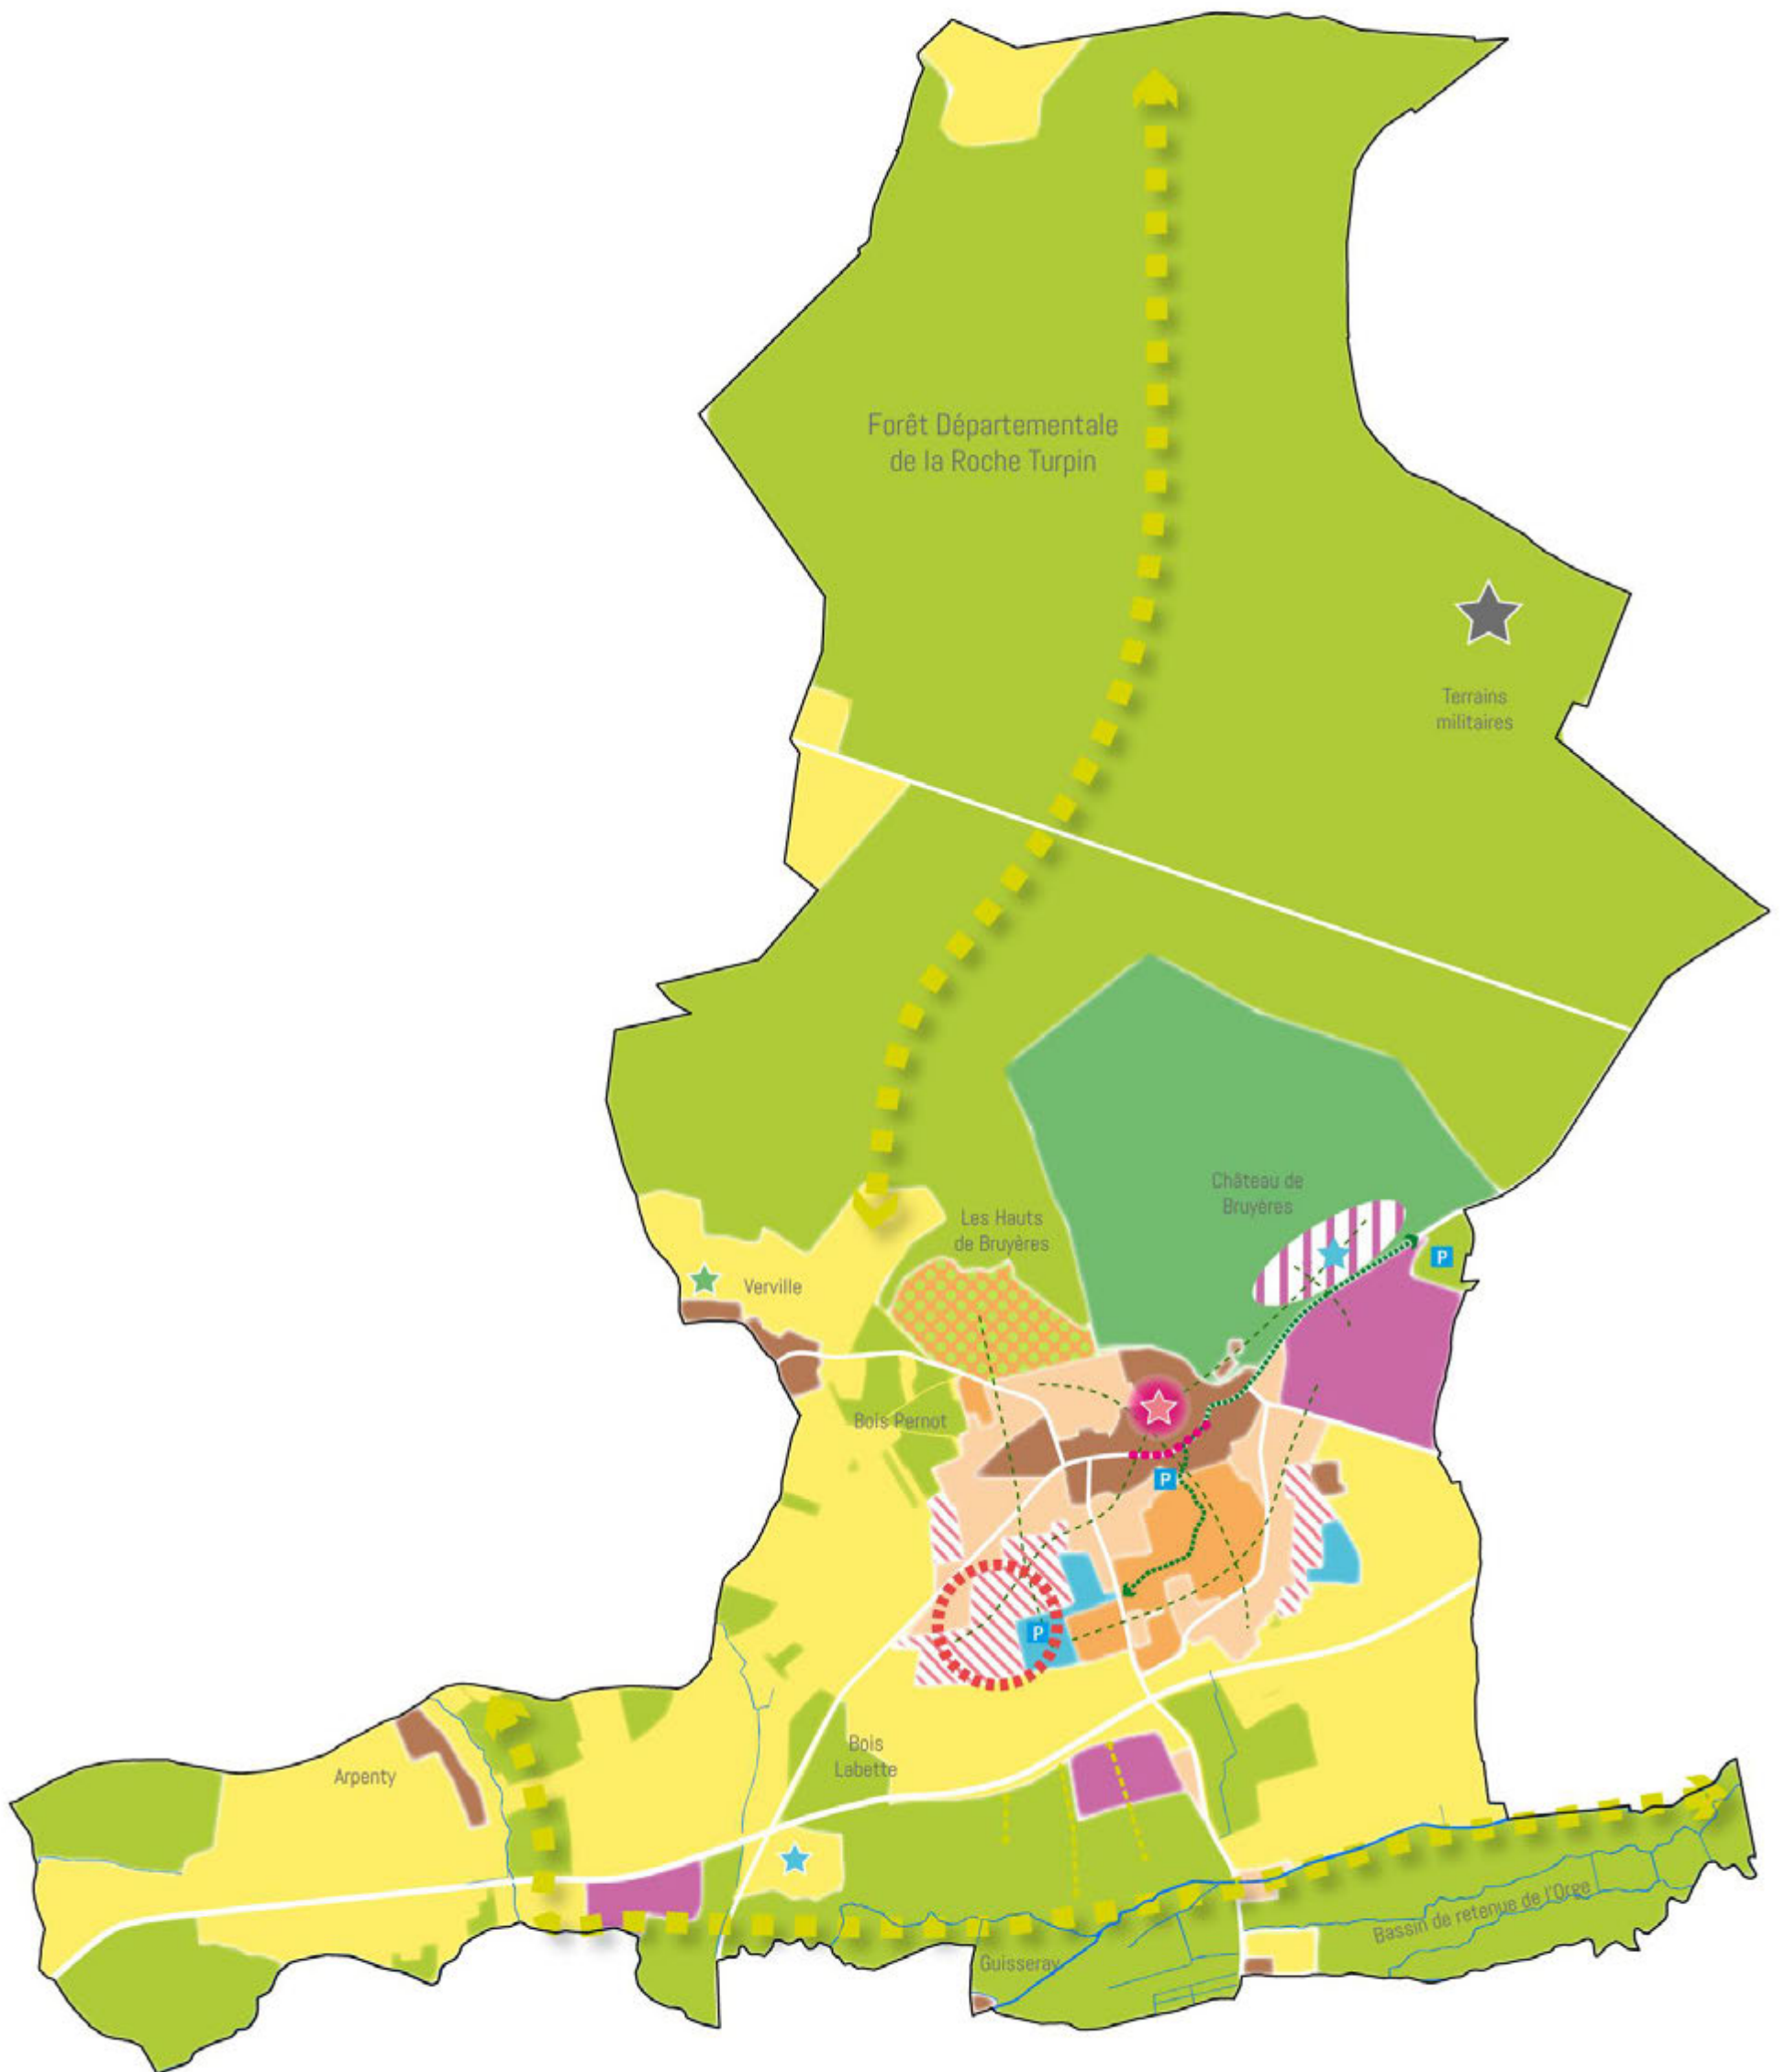 Forêt Départementale
de la Roche Turpin
Terrains
militaires
Château de
Bruyères
Les Hauts
de Bruyères
P
Verville
Bois Pernot
P
P
Bois
Labette
Arpenty
Bassin de retenue de l'Orge
Guisseray